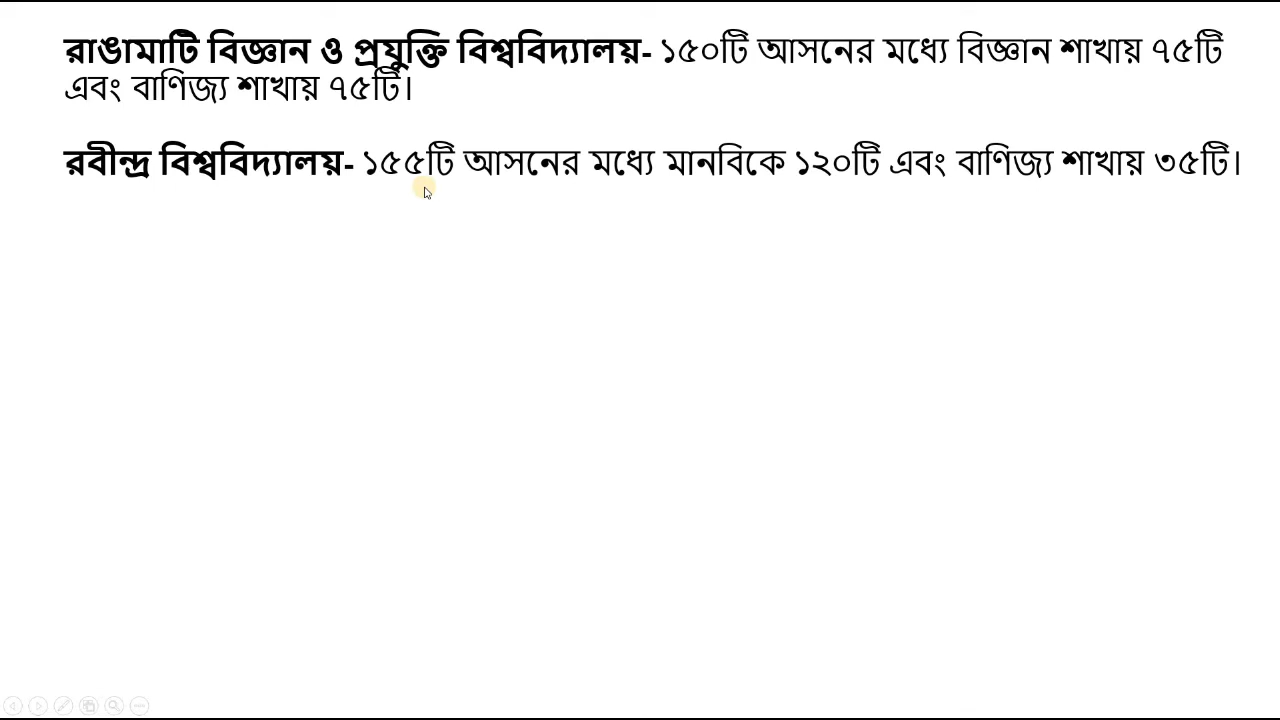 রাঙামাটি বিজ্ঞান ও প্রযুক্তি বিশ্ববিদ্যালয়- ১৫০টি আসনের মধ্যে বিজ্ঞান শাখায় ৭৫টি
এবং বাণিজ্য শাখায় ৭৫টি।
রবীন্দ্র বিশ্ববিদ্যালয়- ১৫৫টি আসনের মধ্যে মানবিকে ১২০টি এবং বাণিজ্য শাখায় ৩৫টি।